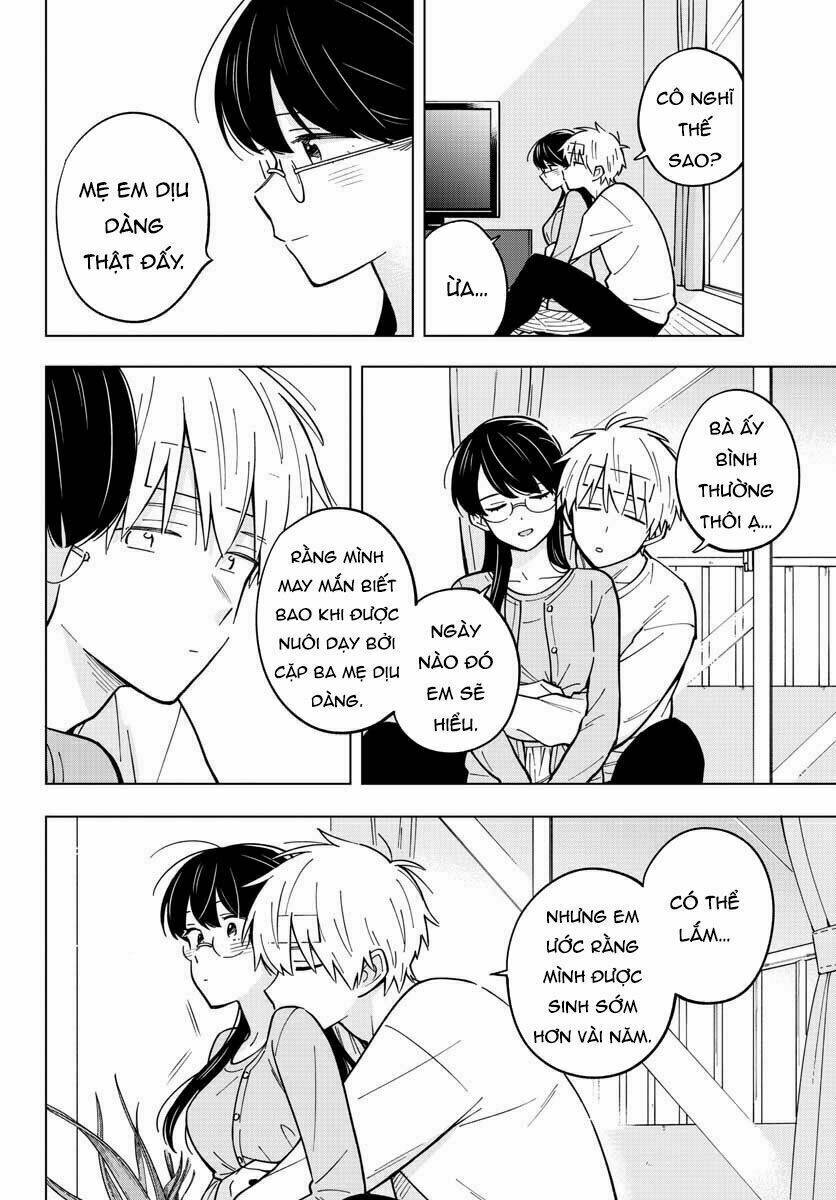 CÔ NGHĨ
THẾ
SAO?
ỪA...
MẸ EM DỊU
DÀNG
THẬT ĐẤY.
BÀ ẤY
BÌNH
THƯỜNG
THÔI Ạ...
NGÀY
NÀO ĐÓ
EM SẼ
HIỂU.
RẰNG MÌNH
MAY MẮN BIẾT
BAO KHI ĐƯỢC
NUÔI DẠY BỞI
CẶP BA MẸ DỊU
DÀNG.
CÓ THỂ
LẮM...
NHƯNG EM
ƯỚC RẰNG
MÌNH ĐƯỢC
SINH SỚM
HƠN VÀI NĂM.